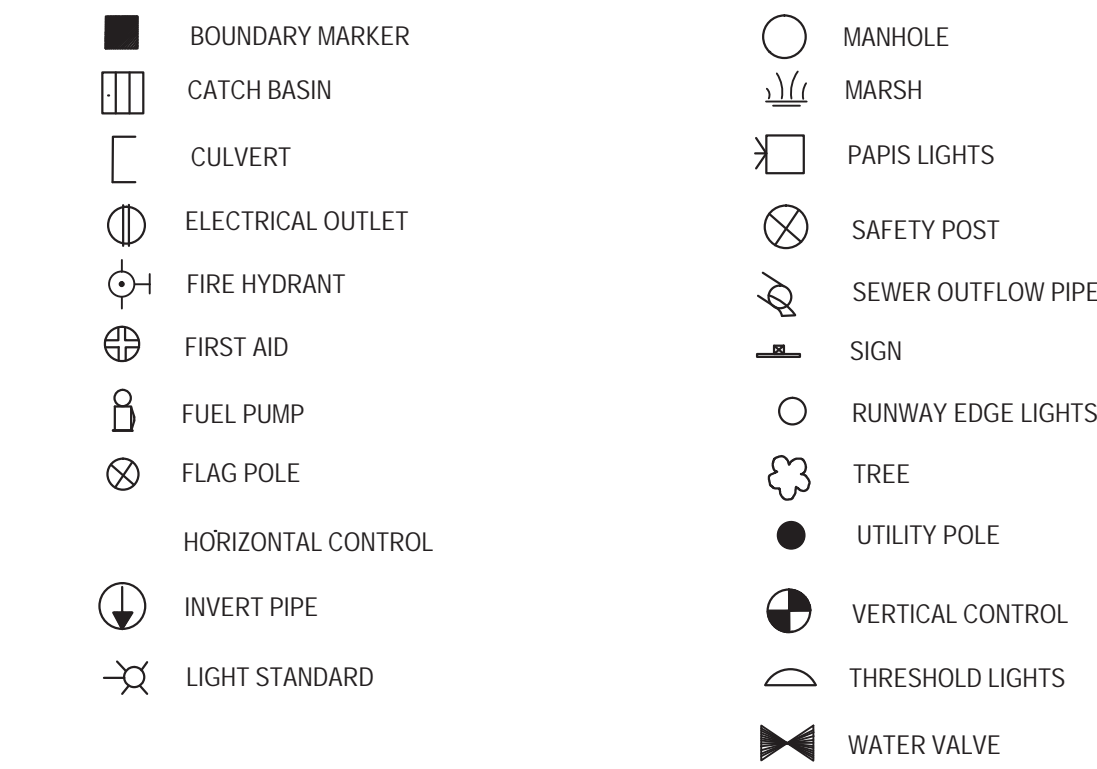 BOUNDARY MARKER
CATCH BASIN
CULVERT
ELECTRICAL OUTLET
FIRE HYDRANT
FIRST AID
FUEL PUMP
FLAG POLE
HORIZONTAL CONTROL
INVERT PIPE
LIGHT STANDARD
MANHOLE
MARSH
PAPIS LIGHTS
SAFETY POST
SEWER OUTFLOW PIPE
SIGN
RUNWAY EDGE LIGHTS
TREE
UTILITY POLE
VERTICAL CONTROL
THRESHOLD LIGHTS
WATER VALVE